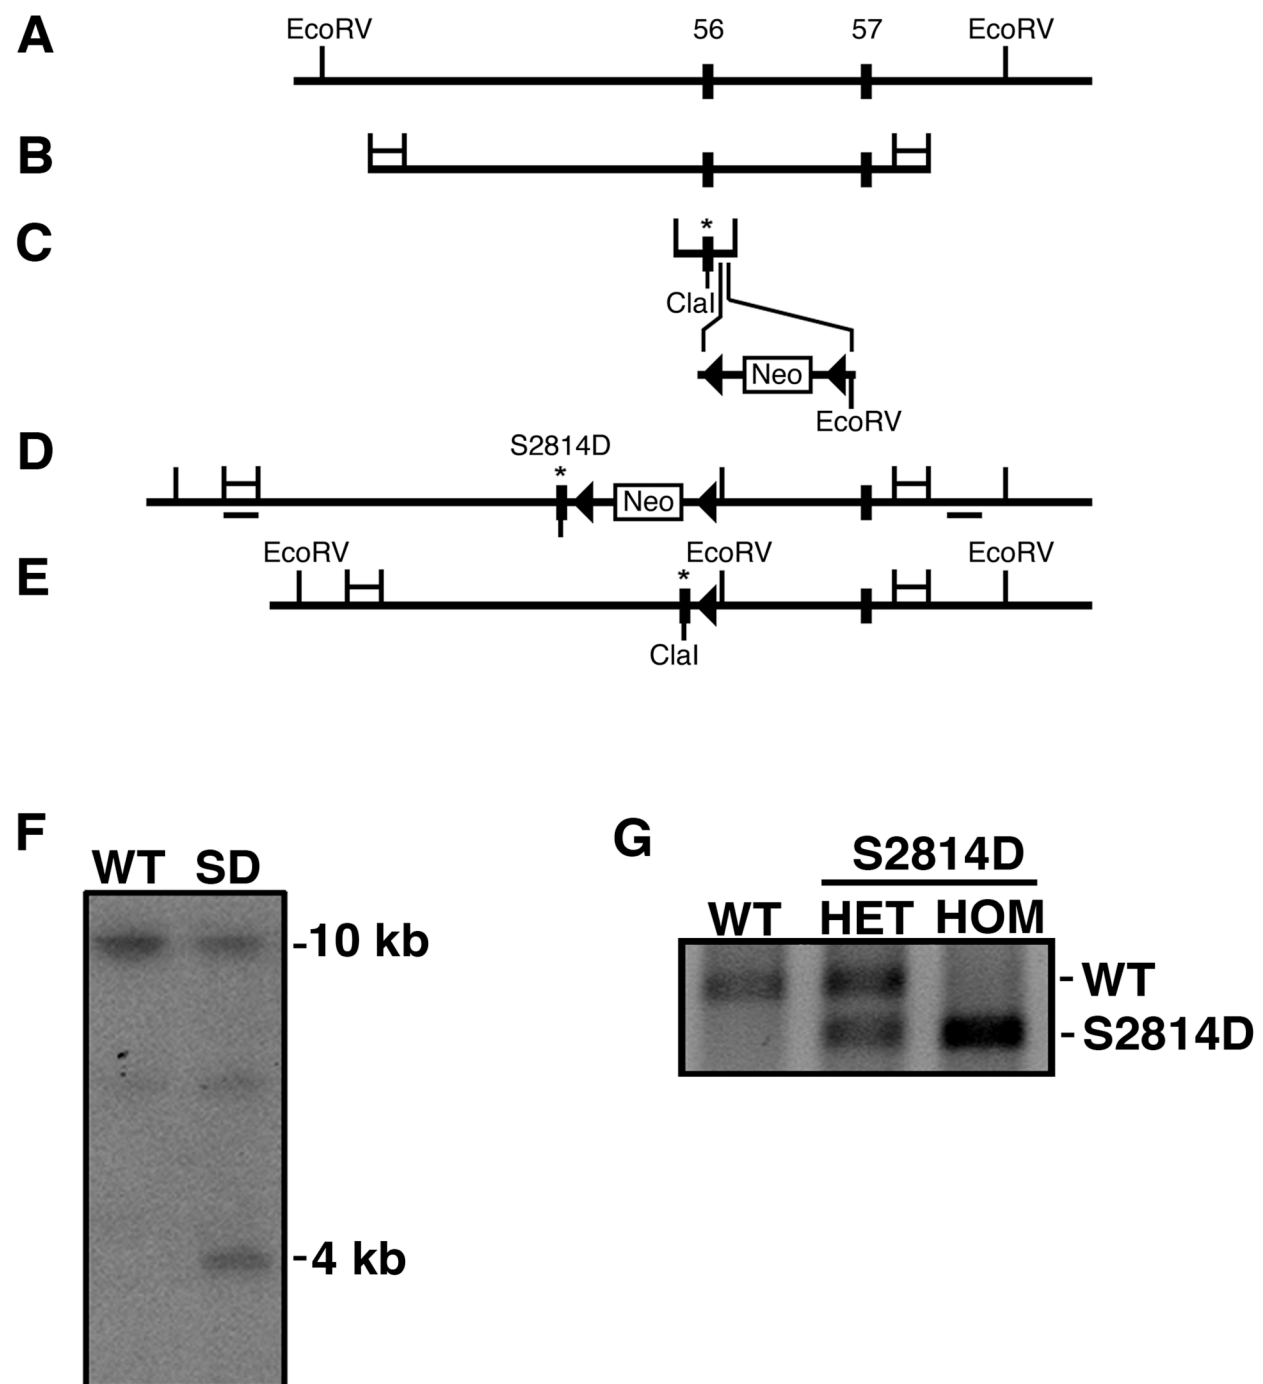 A
EcoRV 56 57 EcoRV
B
C
*
ClaI
Neo
EcoRV
D
S2814D
*
Neo
E
EcoRV EcoRV EcoRV
*
ClaI
F
WT SD
-10 kb
-4 kb
G
S2814D
WT HET HOM
-WT
-S2814D